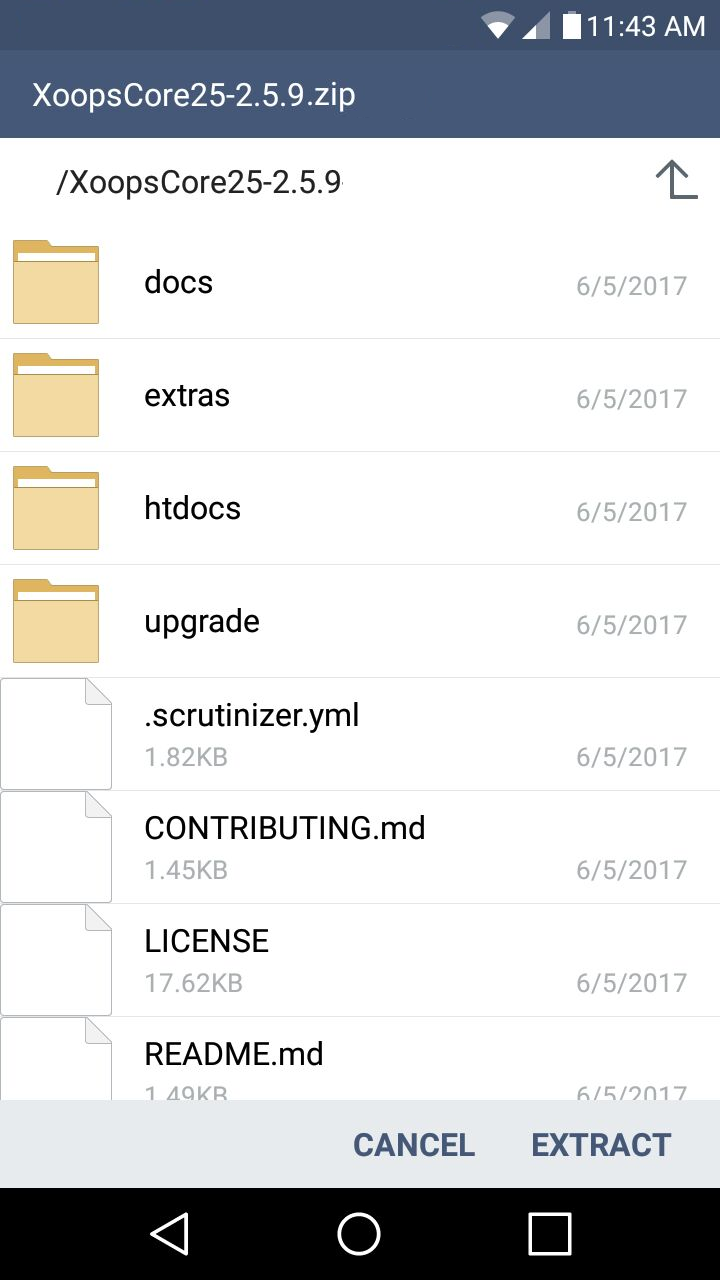 11:43 AM
XoopsCore25-2.5.9.zip
/XoopsCore25-2.5.9
docs
6/5/2017
extras
6/5/2017
htdocs
6/5/2017
upgrade
6/5/2017
.scrutinizer.yml
1.82KB 6/5/2017
CONTRIBUTING.md
1.45KB 6/5/2017
LICENSE
17.62KB 6/5/2017
README.md
1.49KB 6/5/2017
CANCEL EXTRACT